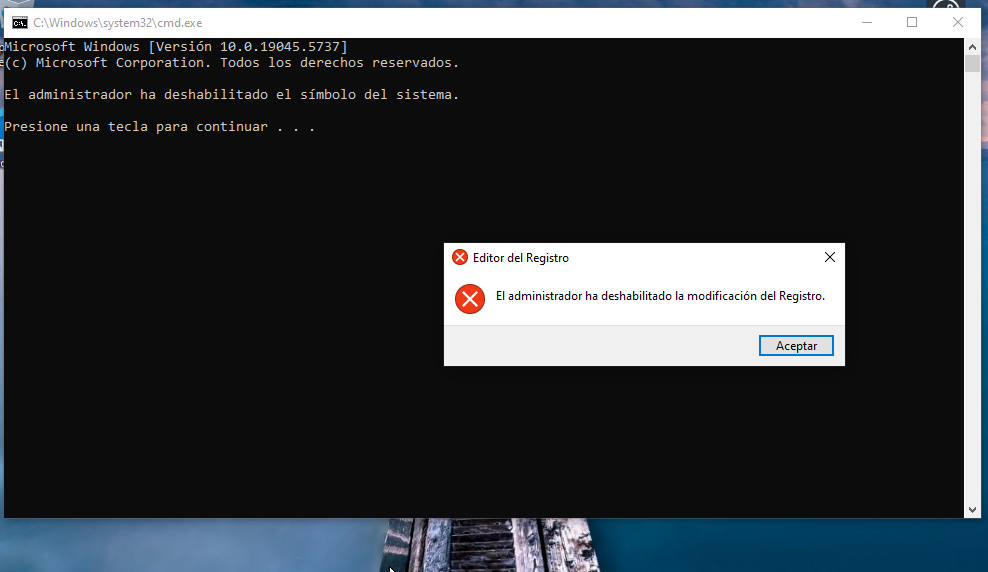 C:\Windows\system32\cmd.exe
Microsoft Windows [Versión 10.0.19045.5737]
(c) Microsoft Corporation. Todos los derechos reservados.
El administrador ha deshabilitado el símbolo del sistema.
Presione una tecla para continuar . . .
Editor del Registro
El administrador ha deshabilitado la modificación del Registro.
Aceptar